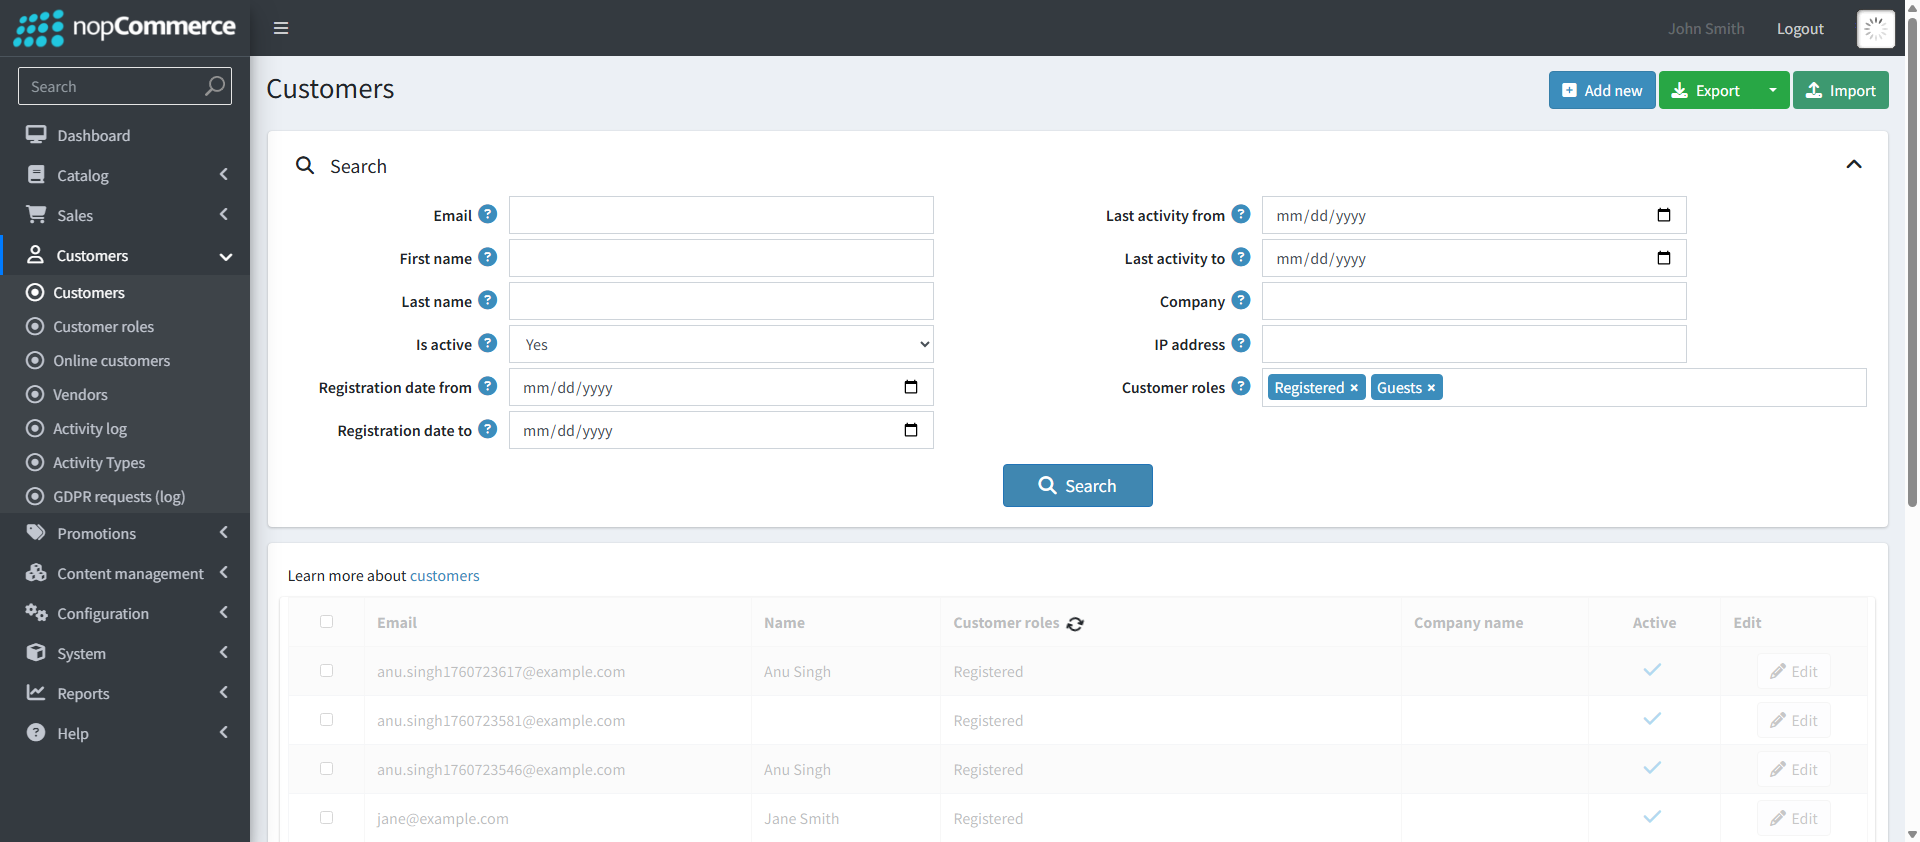 nopCommerce
John Smith
Logout
Search
Dashboard
Catalog
Sales
Customers
Customers
Customer roles
Online customers
Vendors
Activity log
Activity Types
GDPR requests (log)
Promotions
Content management
Configuration
System
Reports
Help
Customers
Add new
Export
Import
Search
Email ?
First name ?
Last name ?
Is active ? Yes
Registration date from ? mm/dd/yyyy
Registration date to ? mm/dd/yyyy
Last activity from ? mm/dd/yyyy
Last activity to ? mm/dd/yyyy
Company ?
IP address ?
Customer roles ? Registered × Guests ×
Search
Learn more about customers
Email Name Customer roles Company name Active Edit
anu.singh1760723617@example.com Anu Singh Registered Edit
anu.singh1760723581@example.com Registered Edit
anu.singh1760723546@example.com Anu Singh Registered Edit
jane@example.com Jane Smith Registered Edit